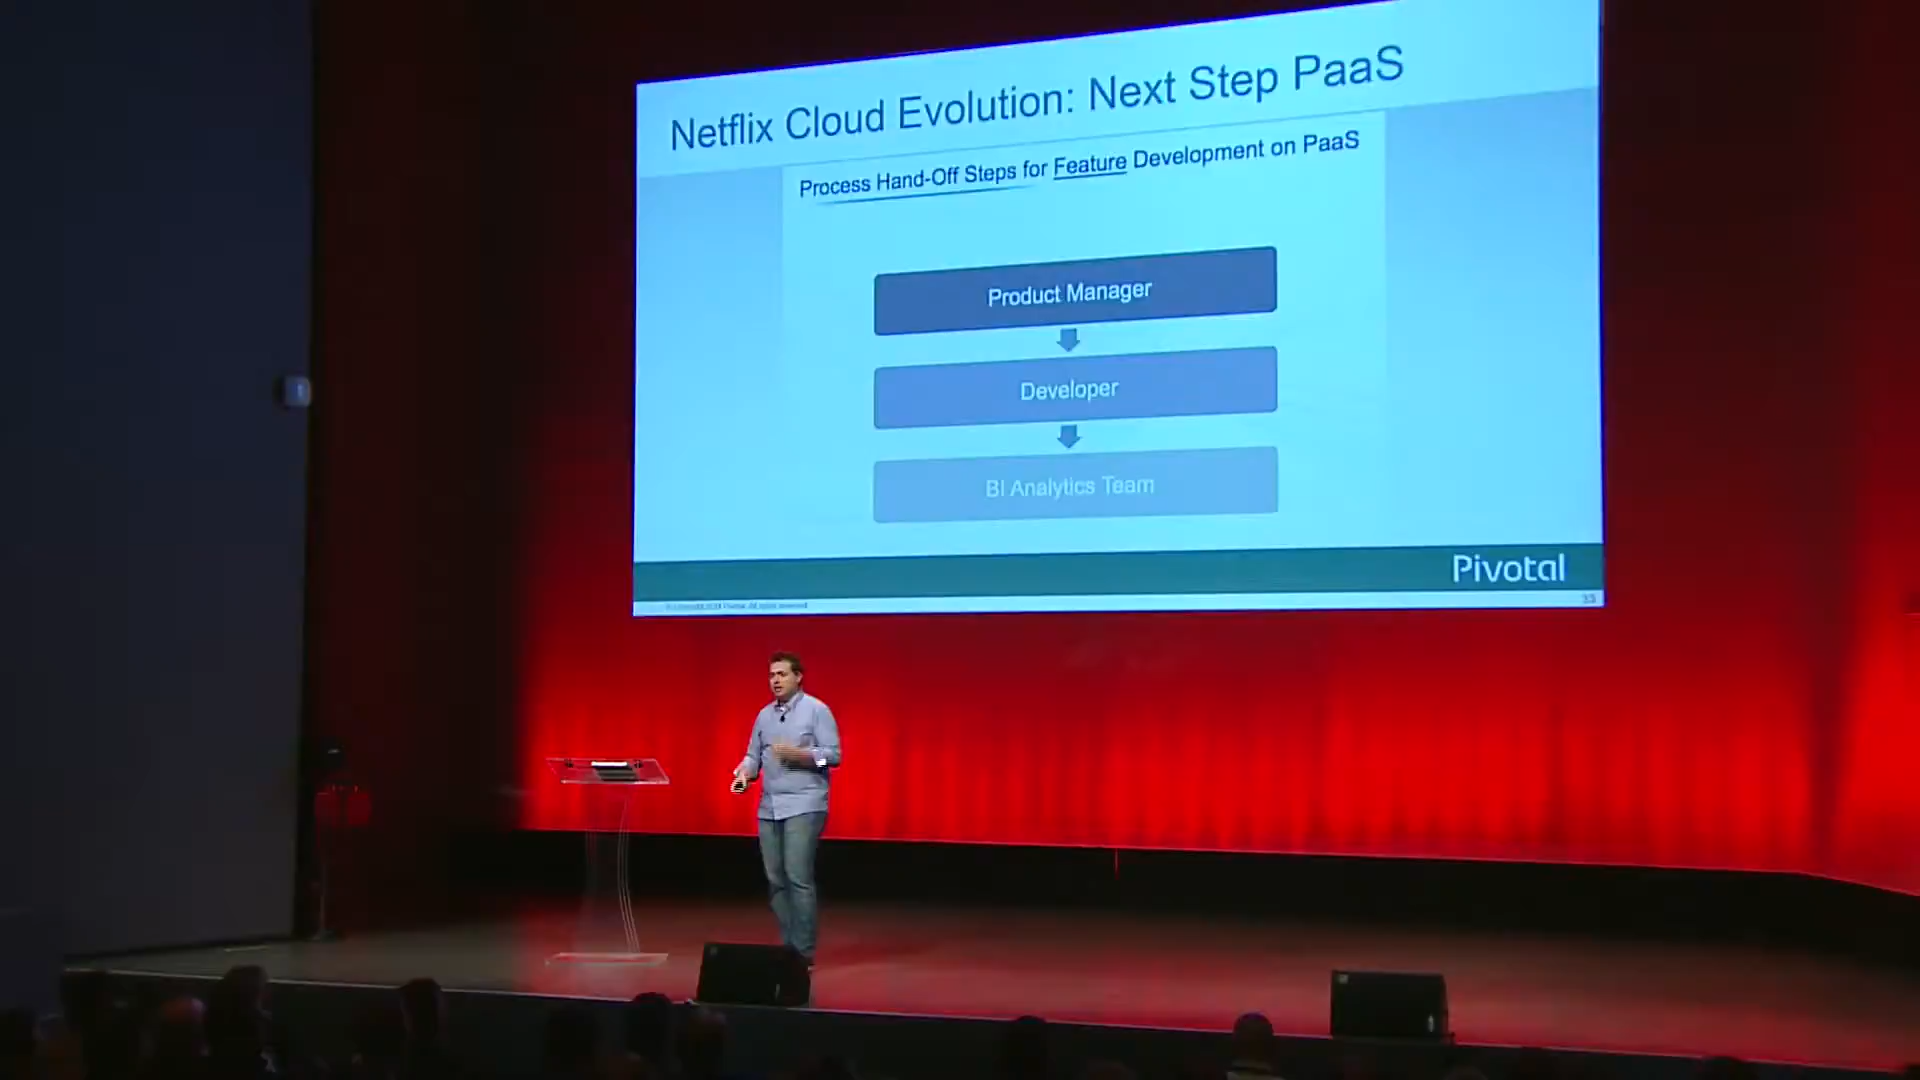 Netflix Cloud Evolution: Next Step PaaS
Process Hand-Off Steps for Feature Development on PaaS
Product Manager
Developer
BI Analytics Team
Pivotal
33